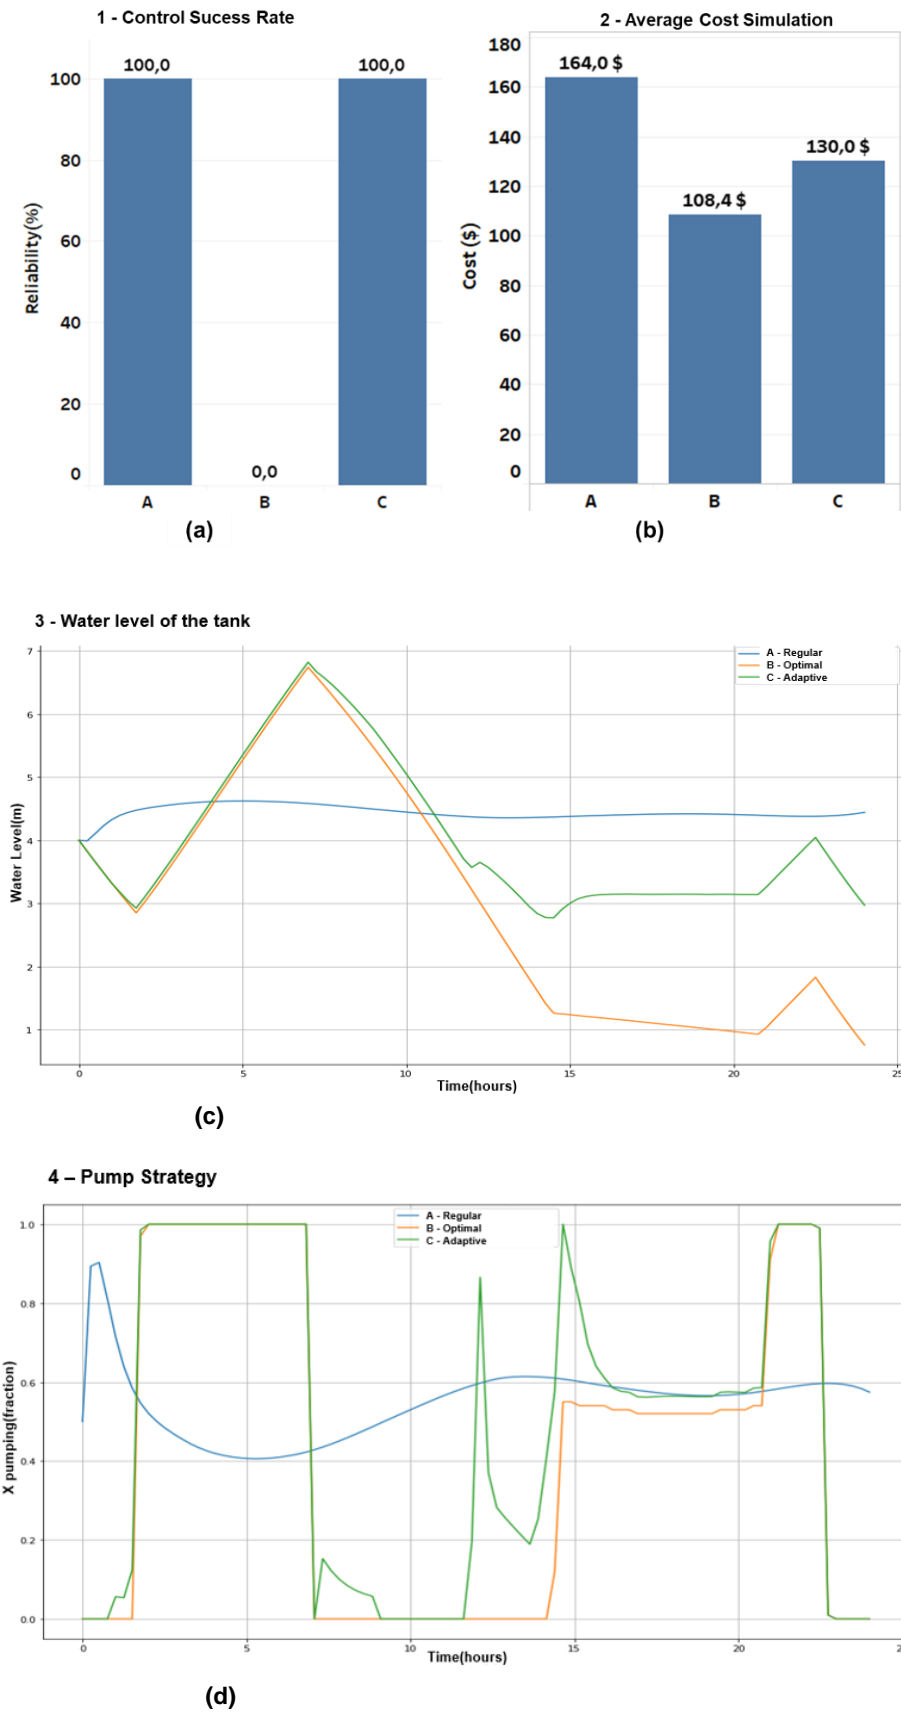 1 - Control Sucess Rate
100,0
100,0
0,0
100
80
60
40
20
0
Reliability(%)
A
B
C
(a)
2 - Average Cost Simulation
164,0 $
108,4 $
130,0 $
180
160
140
120
100
80
60
40
20
0
Cost ($)
A
B
C
(b)
3 - Water level of the tank
A - Regular
B - Optimal
C - Adaptive
7
6
5
4
3
2
1
Water Level(m)
0
5
10
15
20
25
Time(hours)
(c)
4 – Pump Strategy
A - Regular
B - Optimal
C - Adaptive
1.0
0.8
0.6
0.4
0.2
0.0
X pumping(fraction)
0
5
10
15
20
Time(hours)
(d)